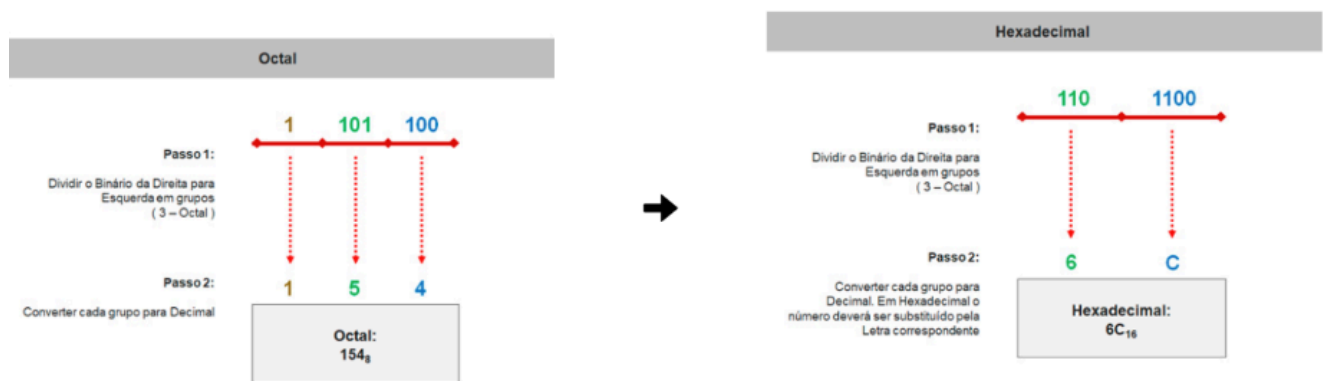 Octal
1 101 100
Passo 1:
Dividir o Binário da Direita para
Esquerda em grupos
( 3 – Octal )
Passo 2:
1 5 4
Converter cada grupo para Decimal
Octal:
154₈
Hexadecimal
110 1100
Passo 1:
Dividir o Binário da Direita para
Esquerda em grupos
( 3 – Octal )
Passo 2:
6 C
Converter cada grupo para
Decimal. Em Hexadecimal o
número deverá ser substituído pela
Letra correspondente
Hexadecimal:
6C₁₆